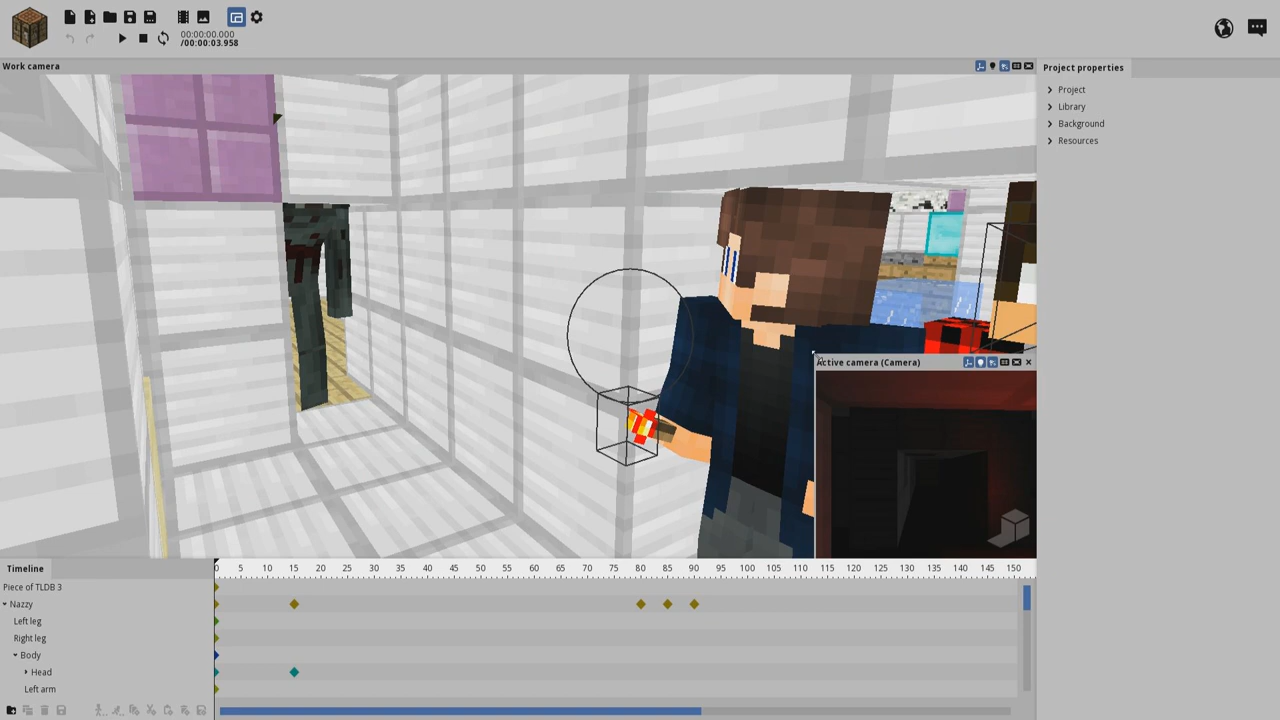 00:00:00.000
/00:00:03.958
Work camera
Project properties
Project
Library
Background
Resources
Active camera (Camera)
Timeline
0 5 10 15 20 25 30 35 40 45 50 55 60 65 70 75 80 85 90 95 100 105 110 115 120 125 130 135 140 145 150
Piece of TLDB 3
Nazzy
Left leg
Right leg
Body
Head
Left arm